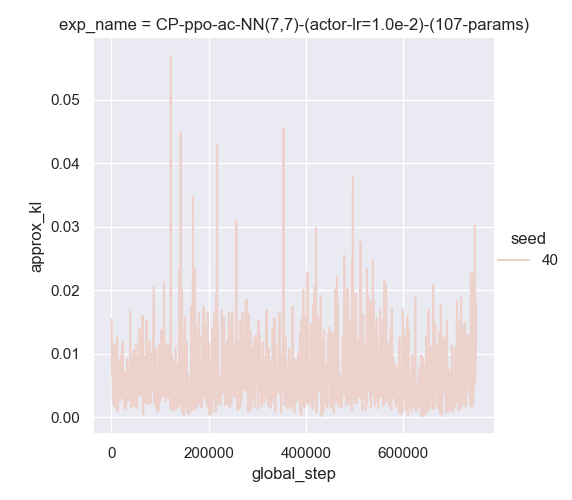 exp_name = CP-ppo-ac-NN(7,7)-(actor-lr=1.0e-2)-(107-params)
0.05
0.04
0.03
0.02
0.01
0.00
approx_kl
seed
40
0
200000
400000
600000
global_step